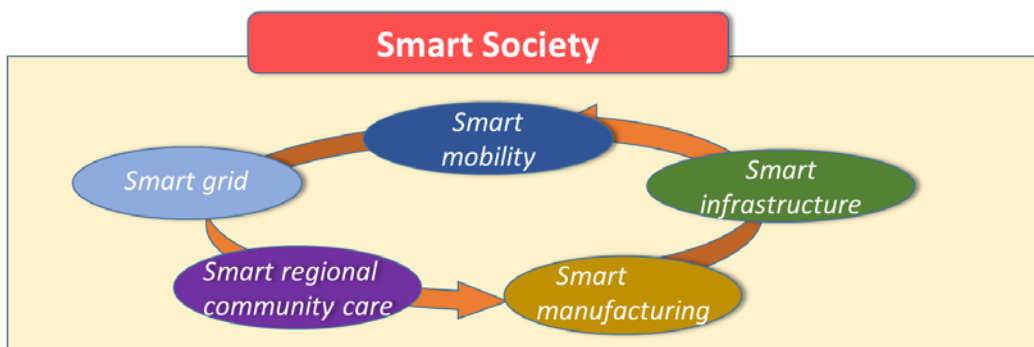 Smart Society
Smart
mobility
Smart grid
Smart
infrastructure
Smart regional
community care
Smart
manufacturing